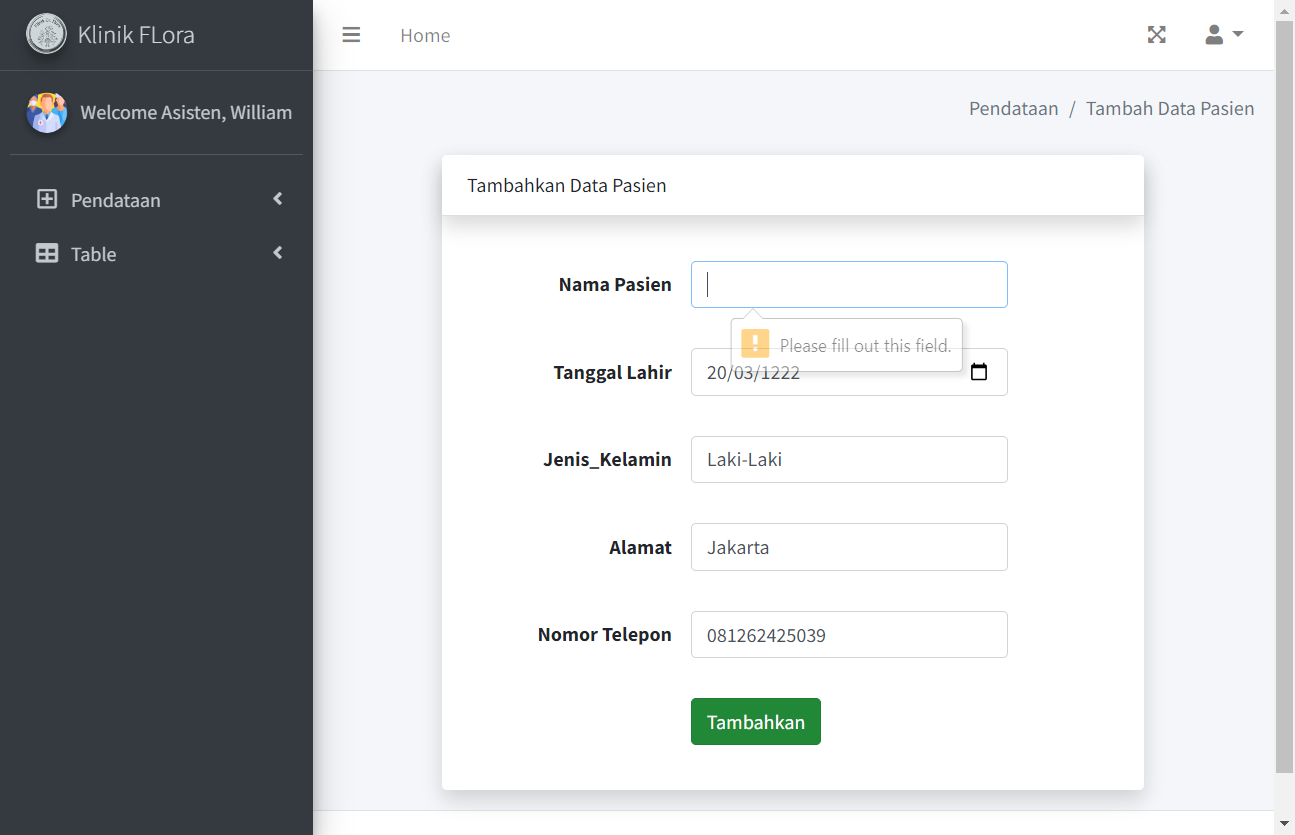 Klinik FLora
Home
Welcome Asisten, William
Pendataan / Tambah Data Pasien
Pendataan
Table
Tambahkan Data Pasien
Nama Pasien
Please fill out this field.
Tanggal Lahir 20/03/1222
Jenis_Kelamin Laki-Laki
Alamat Jakarta
Nomor Telepon 081262425039
Tambahkan